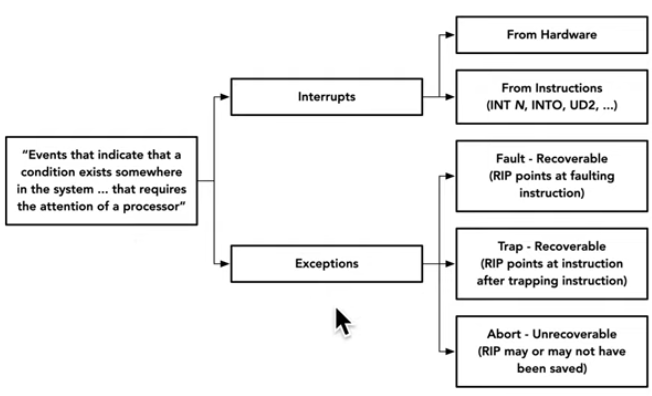 “Events that indicate that a
condition exists somewhere
in the system ... that requires
the attention of a processor”
Interrupts
From Hardware
From Instructions
(INT N, INTO, UD2, ...)
Exceptions
Fault - Recoverable
(RIP points at faulting
instruction)
Trap - Recoverable
(RIP points at instruction
after trapping instruction)
Abort - Unrecoverable
(RIP may or may not have
been saved)